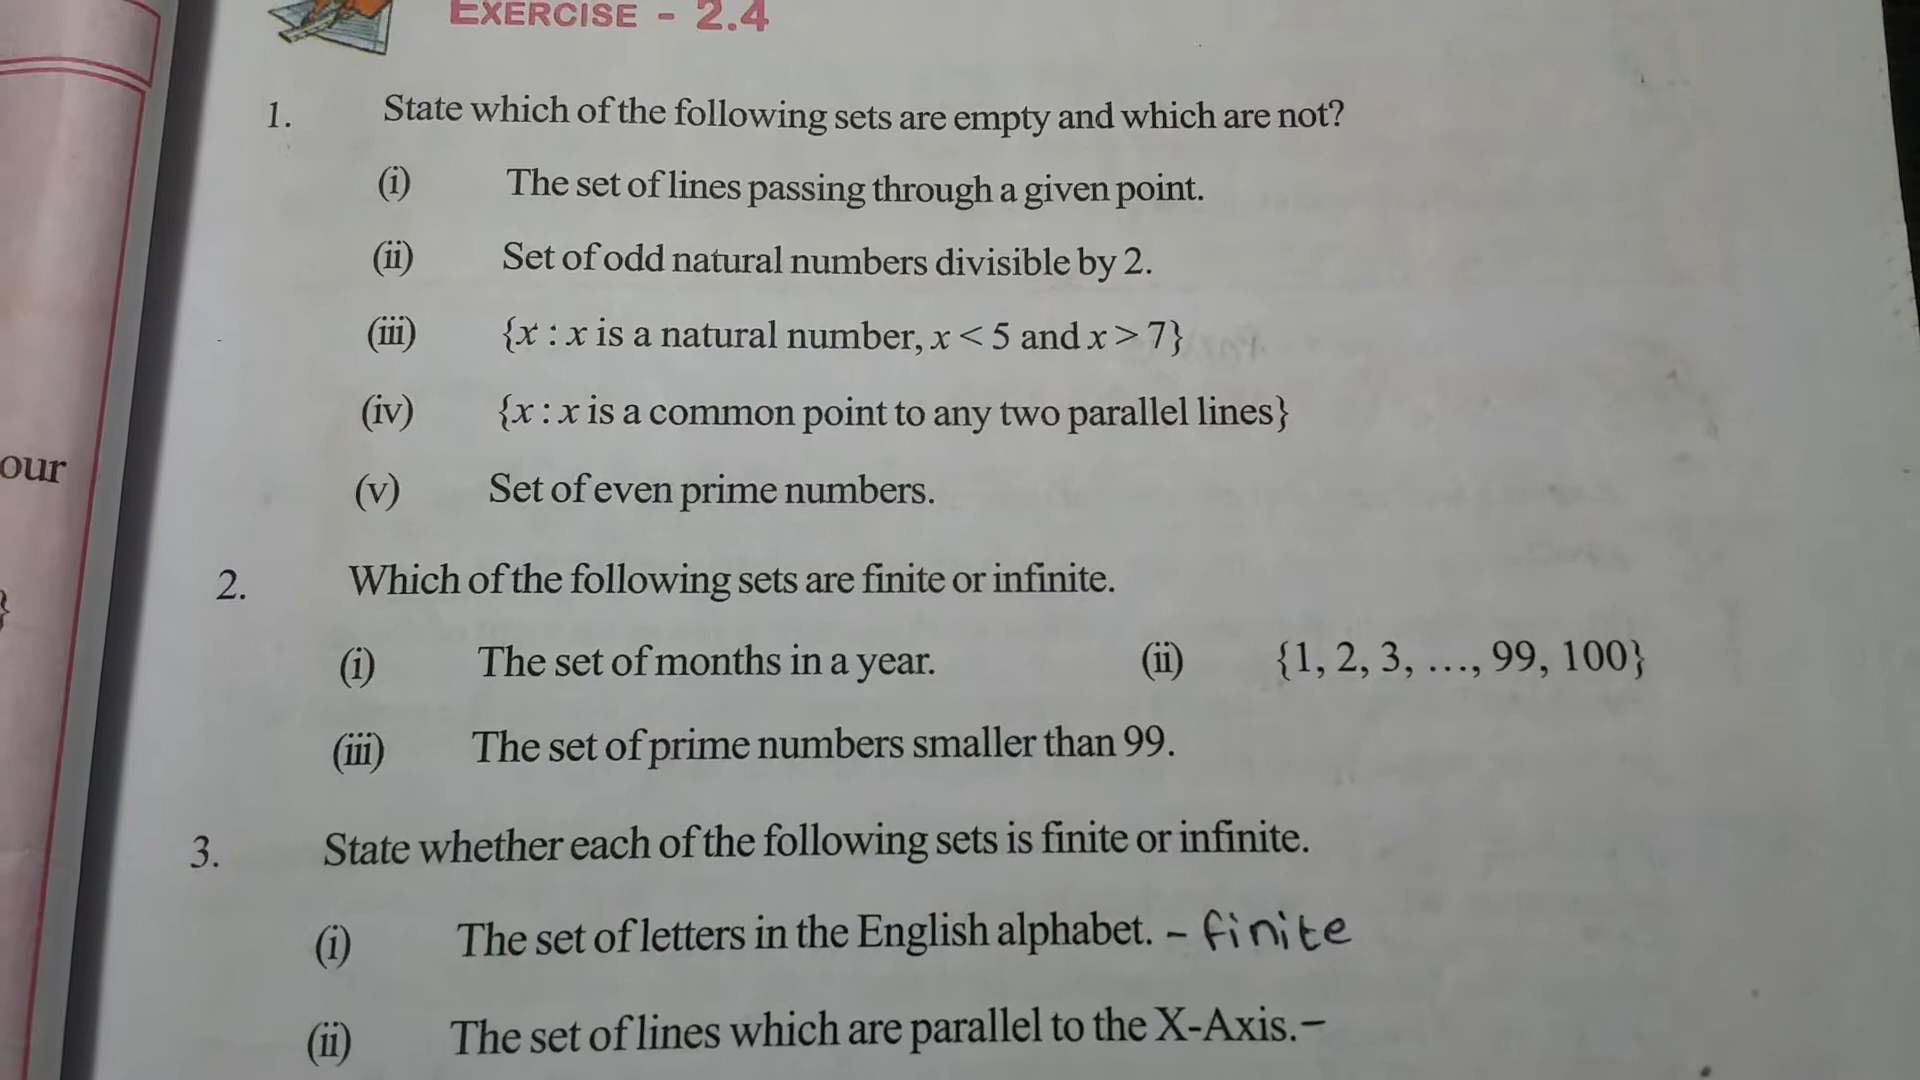 EXERCISE - 2.4
1. State which of the following sets are empty and which are not?
(i) The set of lines passing through a given point.
(ii) Set of odd natural numbers divisible by 2.
(iii) {x : x is a natural number, x < 5 and x > 7}
(iv) {x : x is a common point to any two parallel lines}
our
(v) Set of even prime numbers.
2. Which of the following sets are finite or infinite.
}
(i) The set of months in a year. (ii) {1, 2, 3, ..., 99, 100}
(iii) The set of prime numbers smaller than 99.
3. State whether each of the following sets is finite or infinite.
(i) The set of letters in the English alphabet. - finite
(ii) The set of lines which are parallel to the X-Axis. -